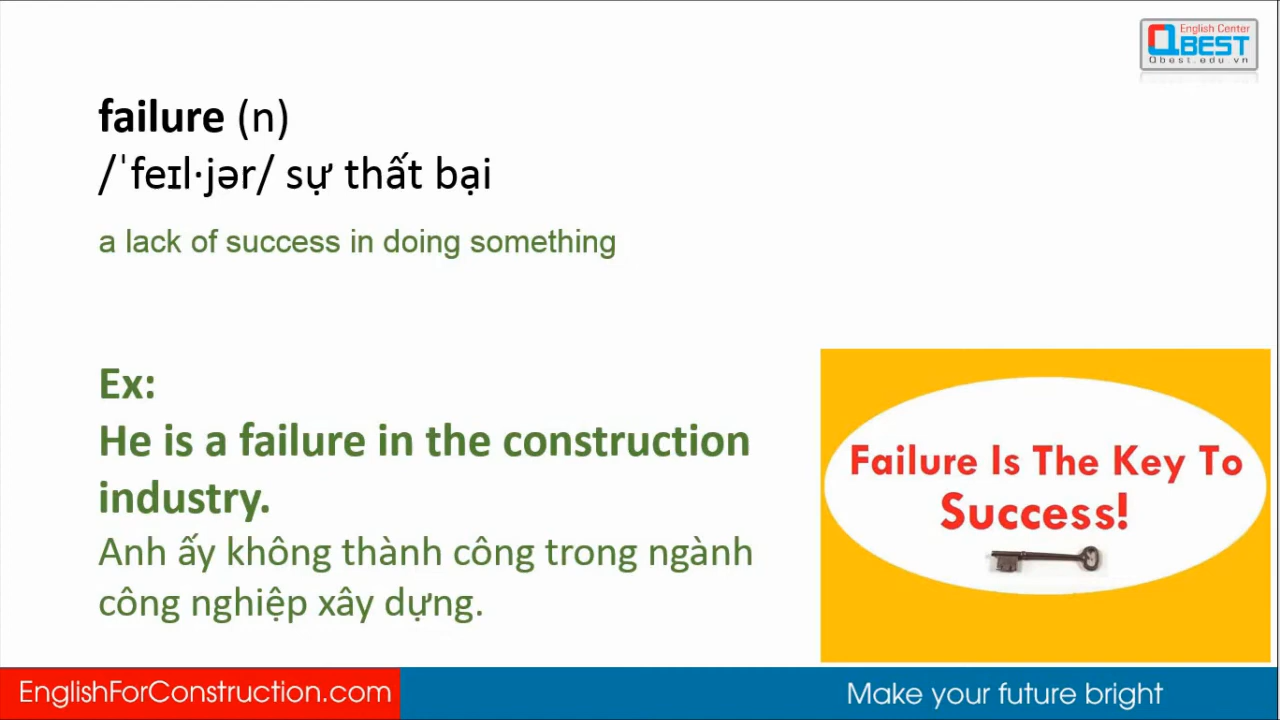 English Center
QBEST
Qbest.edu.vn
failure (n)
/ˈfeɪl·jər/ sự thất bại
a lack of success in doing something
Ex:
He is a failure in the construction
industry.
Anh ấy không thành công trong ngành
công nghiệp xây dựng.
Failure Is The Key To
Success!
EnglishForConstruction.com
Make your future bright